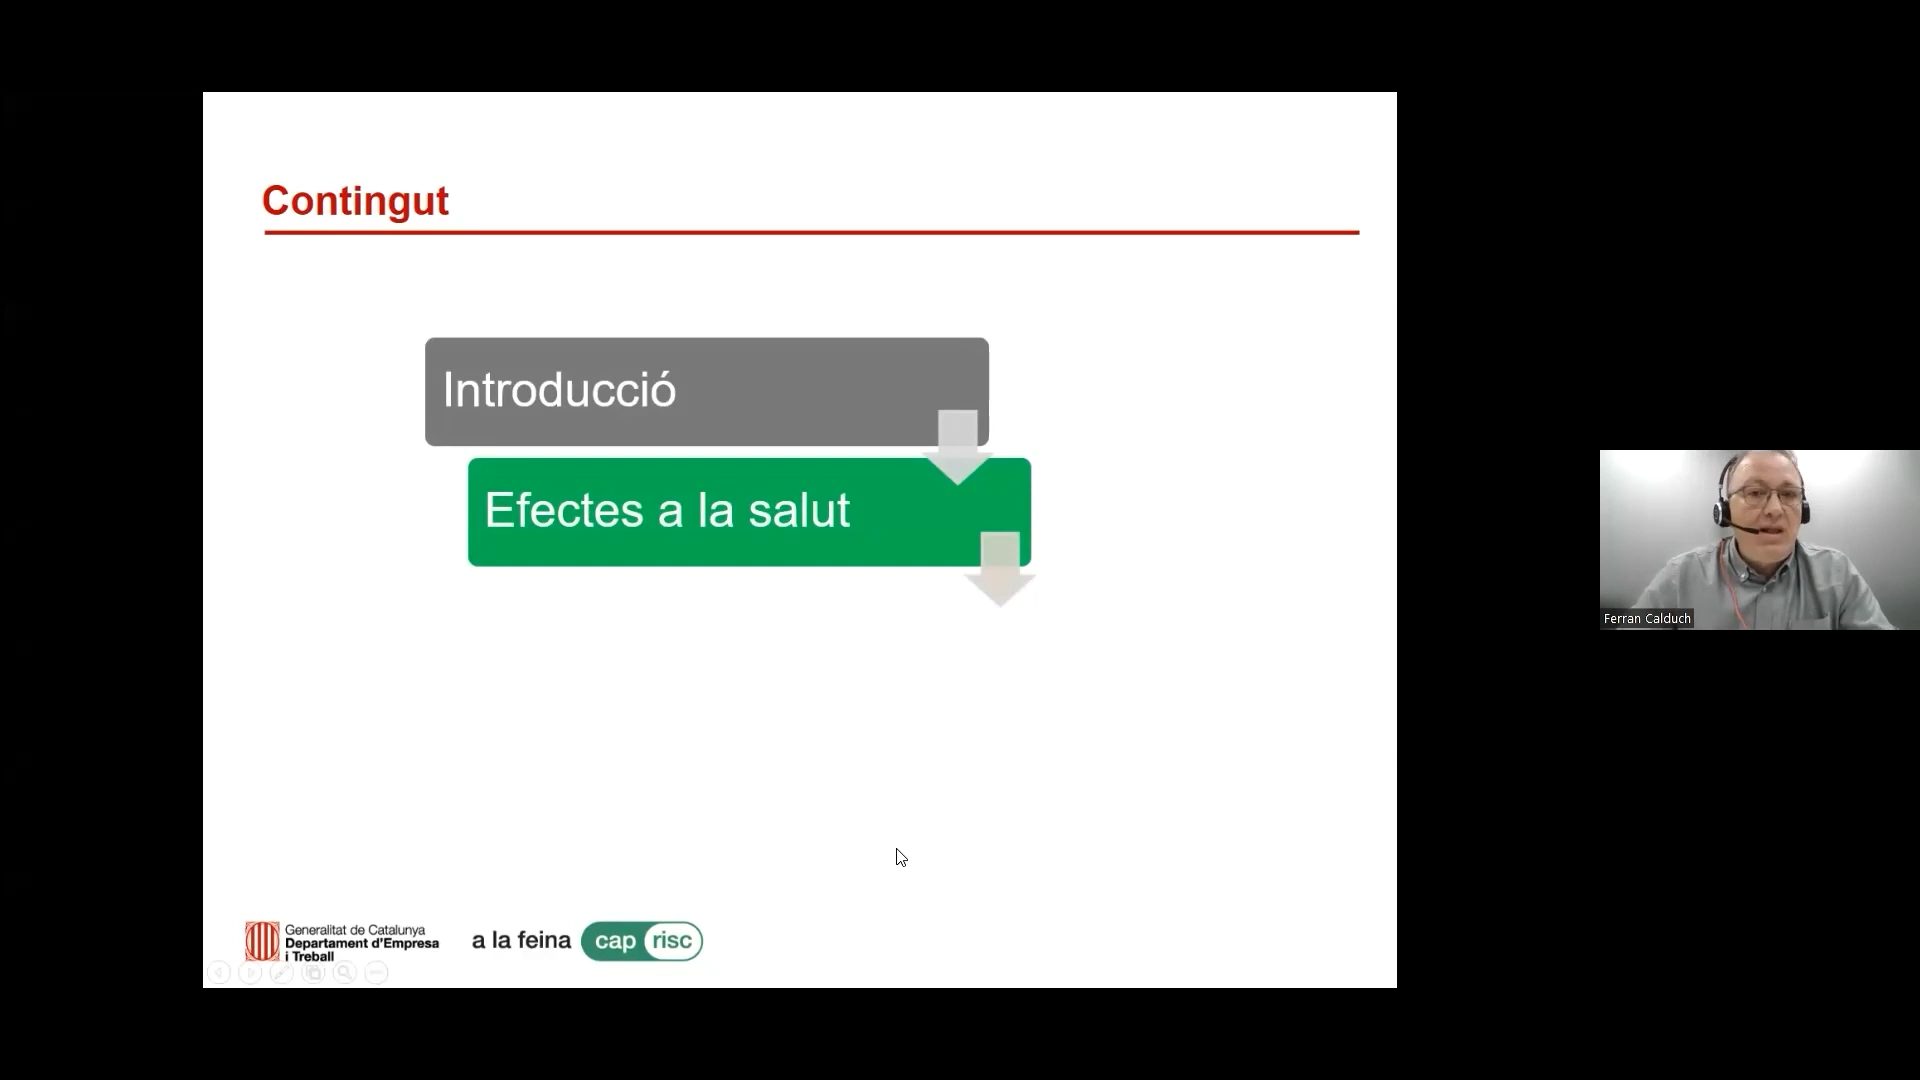 Contingut
Introducció
Efectes a la salut
Generalitat de Catalunya
Departament d'Empresa
i Treball
a la feina cap risc
Ferran Calduch